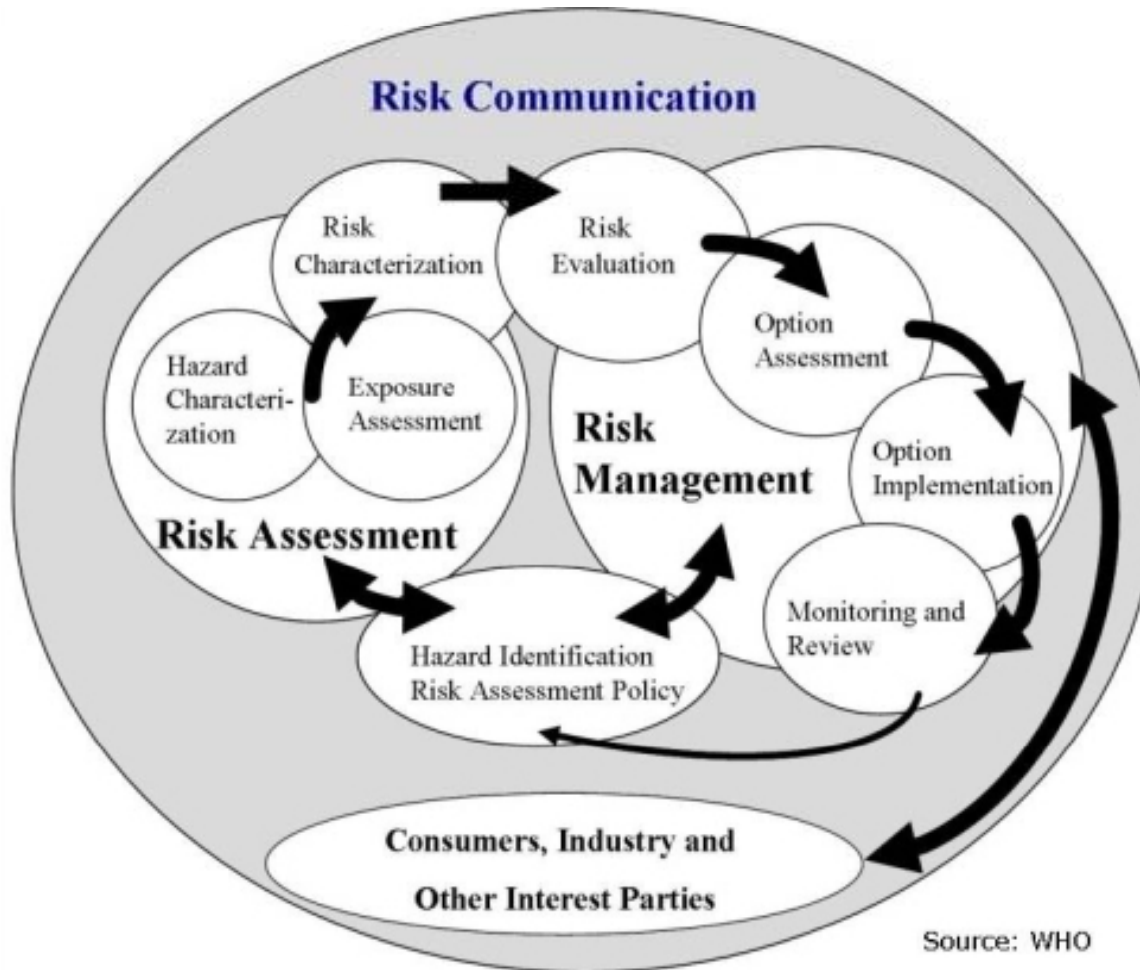 Risk Communication
Risk
Characterization
Risk
Evaluation
Option
Assessment
Hazard
Characteri-
zation
Exposure
Assessment
Risk
Management
Option
Implementation
Risk Assessment
Monitoring and
Review
Hazard Identification
Risk Assessment Policy
Consumers, Industry and
Other Interest Parties
Source: WHO